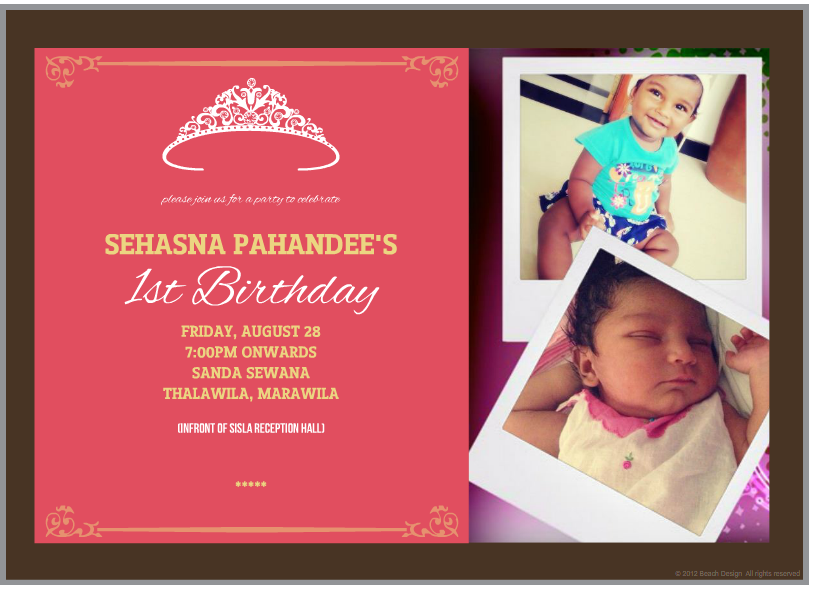 please join us for a party to celebrate
SEHASNA PAHANDEE'S
1st Birthday
FRIDAY, AUGUST 28
7:00PM ONWARDS
SANDA SEWANA
THALAWILA, MARAWILA
(INFRONT OF SISLA RECEPTION HALL)
*****
© 2012 Beach Design All rights reserved